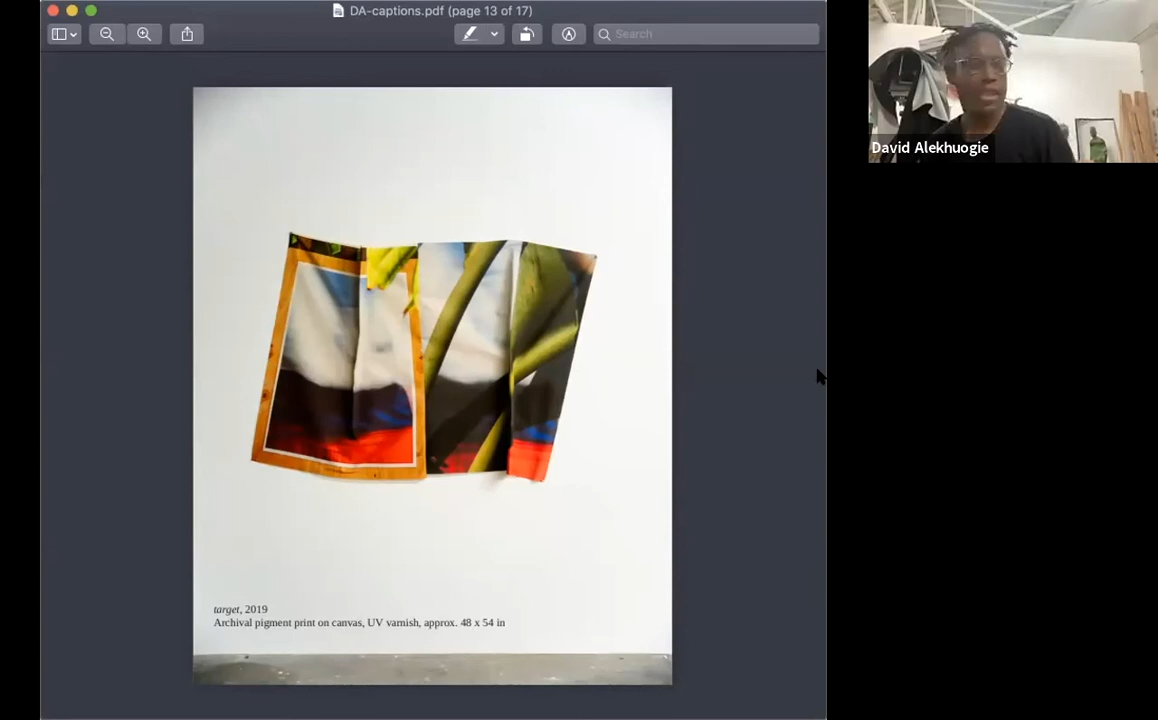 DA-captions.pdf (page 13 of 17)
Search
David Alekhuogie
target, 2019
Archival pigment print on canvas, UV varnish, approx. 48 x 54 in